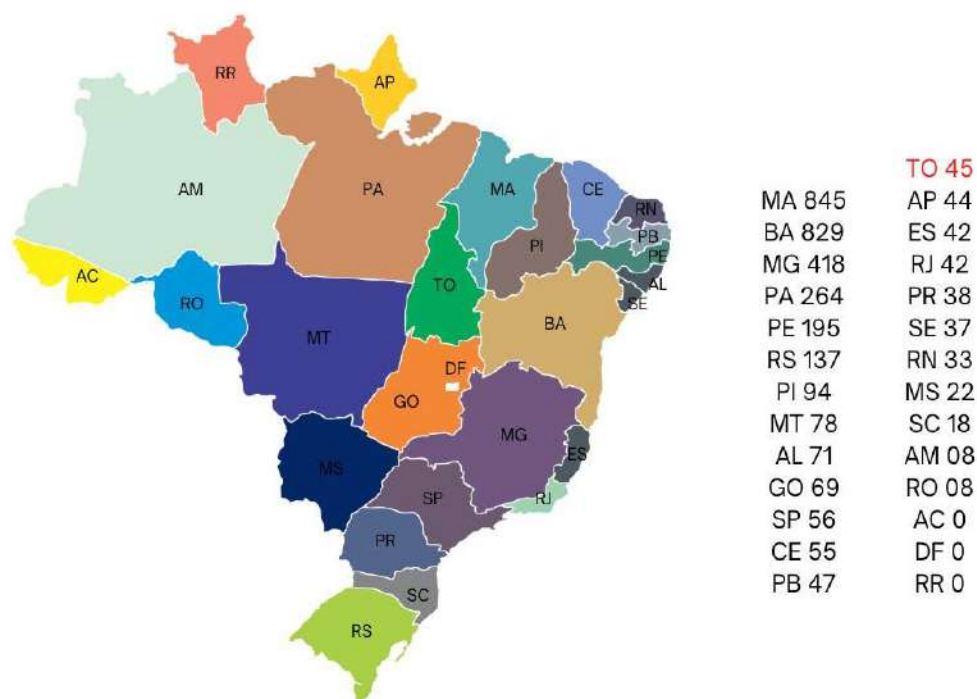 RR
AP
AM
PA
MA
CE
RN
PB
PE
AL
SE
PI
AC
RO
TO
BA
MT
DF
GO
MG
ES
MS
SP
RJ
PR
SC
RS
MA 845
BA 829
MG 418
PA 264
PE 195
RS 137
PI 94
MT 78
AL 71
GO 69
SP 56
CE 55
PB 47
TO 45
AP 44
ES 42
RJ 42
PR 38
SE 37
RN 33
MS 22
SC 18
AM 08
RO 08
AC 0
DF 0
RR 0